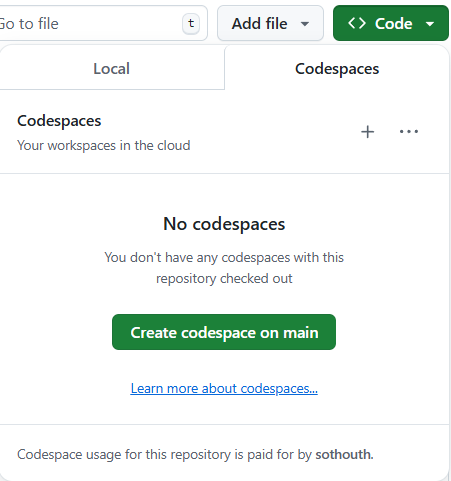 Go to file
t
Add file
Code
Local
Codespaces
Codespaces
Your workspaces in the cloud
No codespaces
You don't have any codespaces with this
repository checked out
Create codespace on main
Learn more about codespaces...
Codespace usage for this repository is paid for by sothouth.